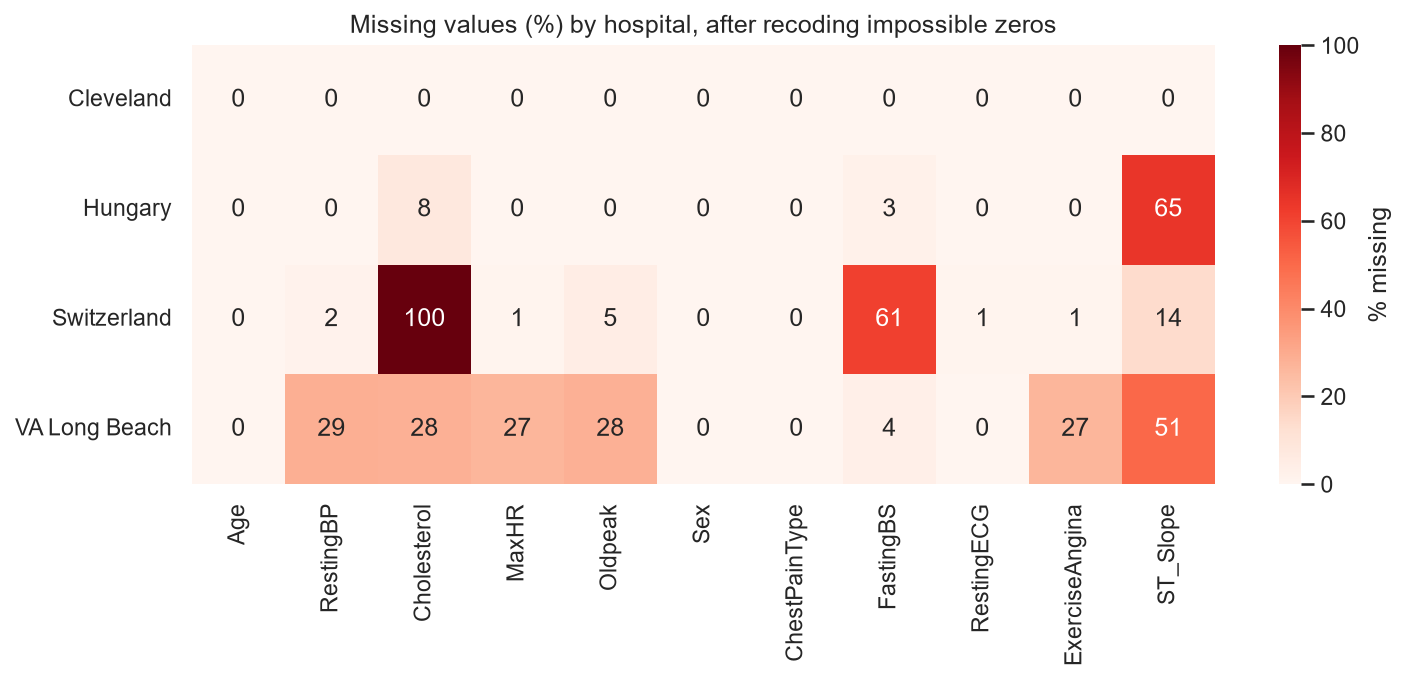 Missing values (%) by hospital, after recoding impossible zeros
Cleveland 0 0 0 0 0 0 0 0 0 0 0
Hungary 0 0 8 0 0 0 0 3 0 0 65
Switzerland 0 2 100 1 5 0 0 61 1 1 14
VA Long Beach 0 29 28 27 28 0 0 4 0 27 51
Age
RestingBP
Cholesterol
MaxHR
Oldpeak
Sex
ChestPainType
FastingBS
RestingECG
ExerciseAngina
ST_Slope
100
80
60
40
20
0
% missing